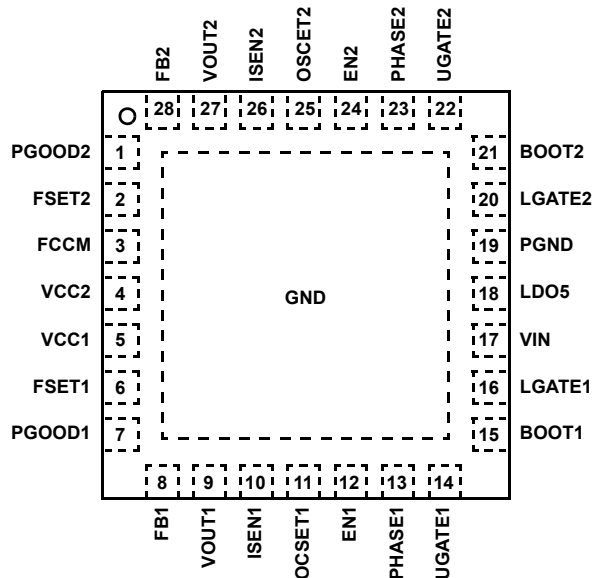 FB2
VOUT2
ISEN2
OSCET2
EN2
PHASE2
UGATE2
28
27
26
25
24
23
22
PGOOD2
1
21
BOOT2
FSET2
2
20
LGATE2
FCCM
3
19
PGND
VCC2
4
GND
18
LDO5
VCC1
5
17
VIN
FSET1
6
16
LGATE1
PGOOD1
7
15
BOOT1
8
9
10
11
12
13
14
FB1
VOUT1
ISEN1
OCSET1
EN1
PHASE1
UGATE1